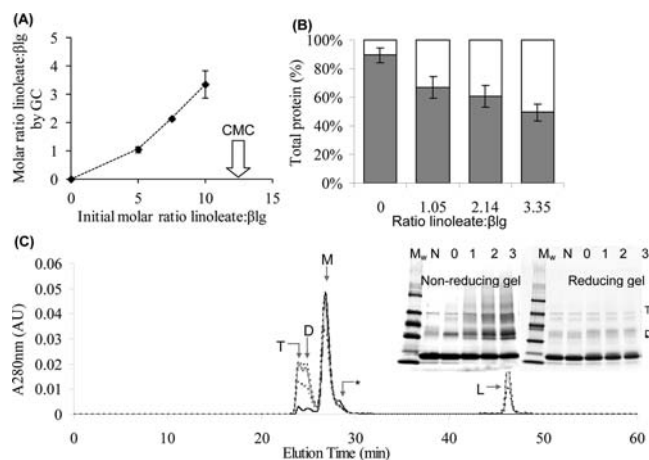 (A)
Molar ratio linoleate:βlg
by GC
5
4
3
2
1
0
CMC
0 5 10 15
Initial molar ratio linoleate:βlg
(B)
Total protein (%)
100%
80%
60%
40%
20%
0%
0 1.05 2.14 3.35
Ratio linoleate:βlg
(C)
A280nm (AU)
0.06
0.05
0.04
0.03
0.02
0.01
0
T
D
M
*
L
Mw N 0 1 2 3
Non-reducing gel
Mw N 0 1 2 3
Reducing gel
T
D
0 10 20 30 40 50 60
Elution Time (min)